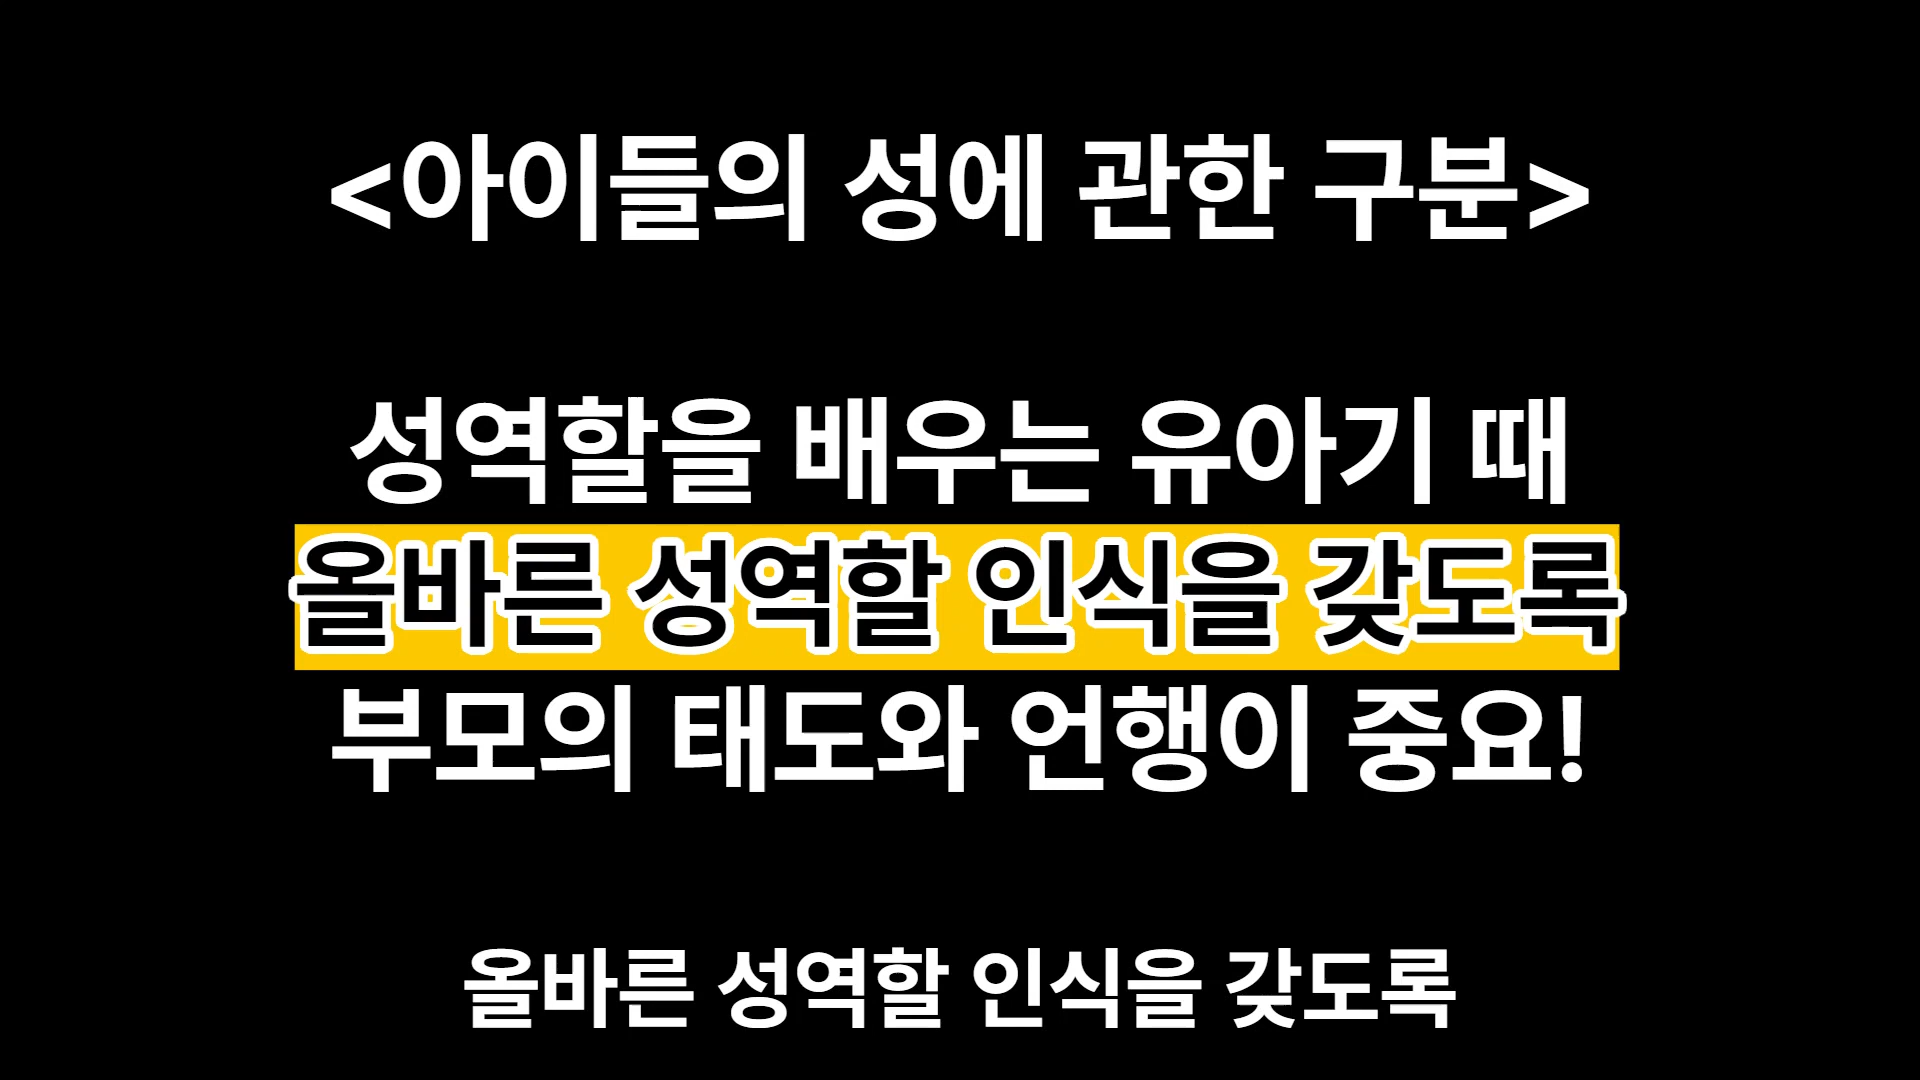 <아이들의 성에 관한 구분>
성역할을 배우는 유아기 때
올바른 성역할 인식을 갖도록
부모의 태도와 언행이 중요!
올바른 성역할 인식을 갖도록